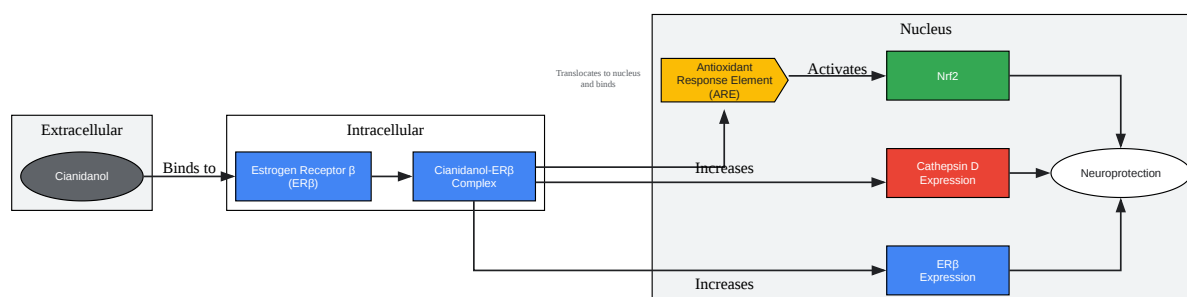 Nucleus
Translocates to nucleus
and binds
Antioxidant
Response Element
(ARE)
Activates
Nrf2
Extracellular
Cianidanol
Binds to
Intracellular
Estrogen Receptor β
(ERβ)
Cianidanol-ERβ
Complex
Increases
Cathepsin D
Expression
Neuroprotection
Increases
ERβ
Expression